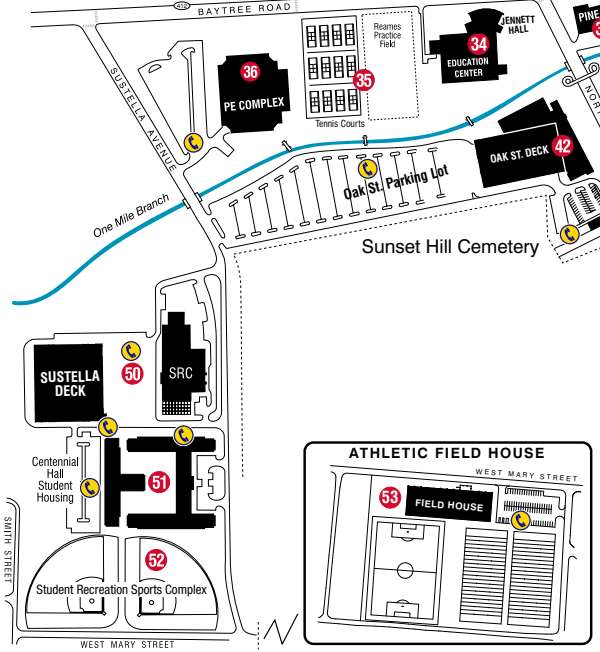 412
BAYTREE ROAD
SUSTELLA AVENUE
36
PE COMPLEX
Reames
Practice
Field
35
Tennis Courts
JENNETT
HALL
34
EDUCATION
CENTER
PINE
NOR
42
OAK ST. DECK
Oak St. Parking Lot
One Mile Branch
Sunset Hill Cemetery
SUSTELLA
DECK
50
SRC
Centennial
Hall
Student
Housing
51
SMITH STREET
52
Student Recreation Sports Complex
WEST MARY STREET
N
ATHLETIC FIELD HOUSE
WEST MARY STREET
53
FIELD HOUSE